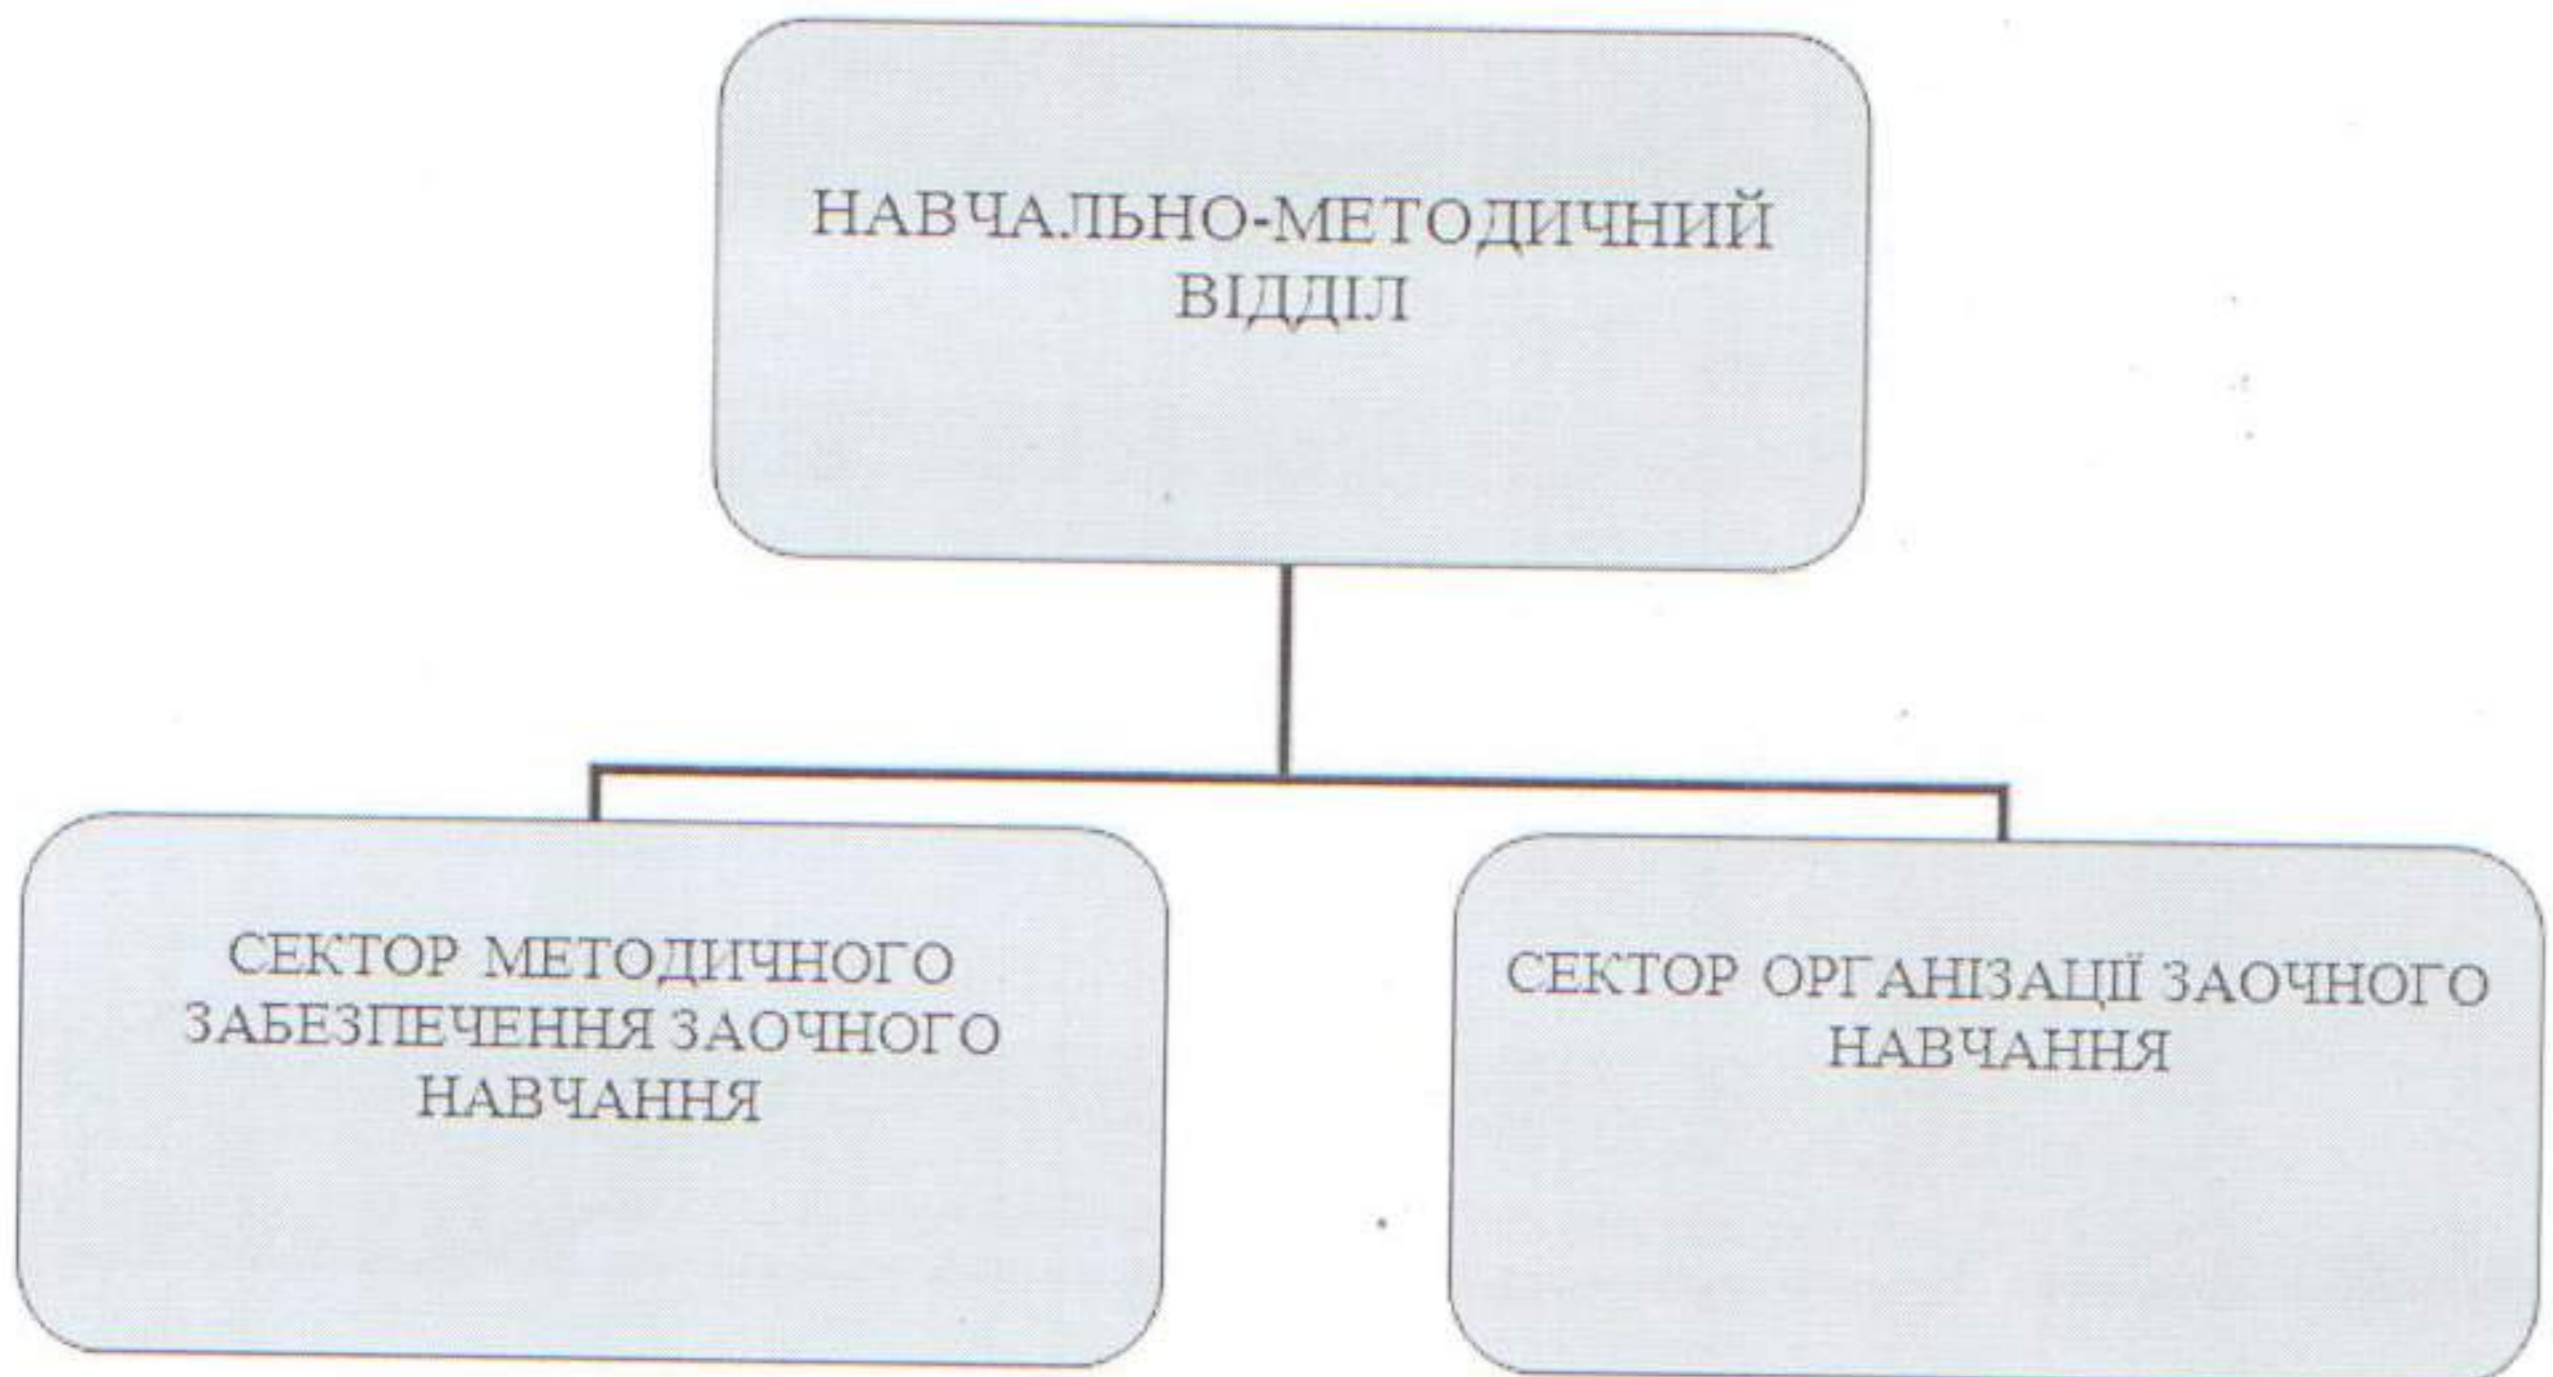 НАВЧАЛЬНО-МЕТОДИЧНИЙ
ВІДДІЛ
СЕКТОР МЕТОДИЧНОГО
ЗАБЕЗПЕЧЕННЯ ЗАОЧНОГО
НАВЧАННЯ
СЕКТОР ОРГАНІЗАЦІЇ ЗАОЧНОГО
НАВЧАННЯ